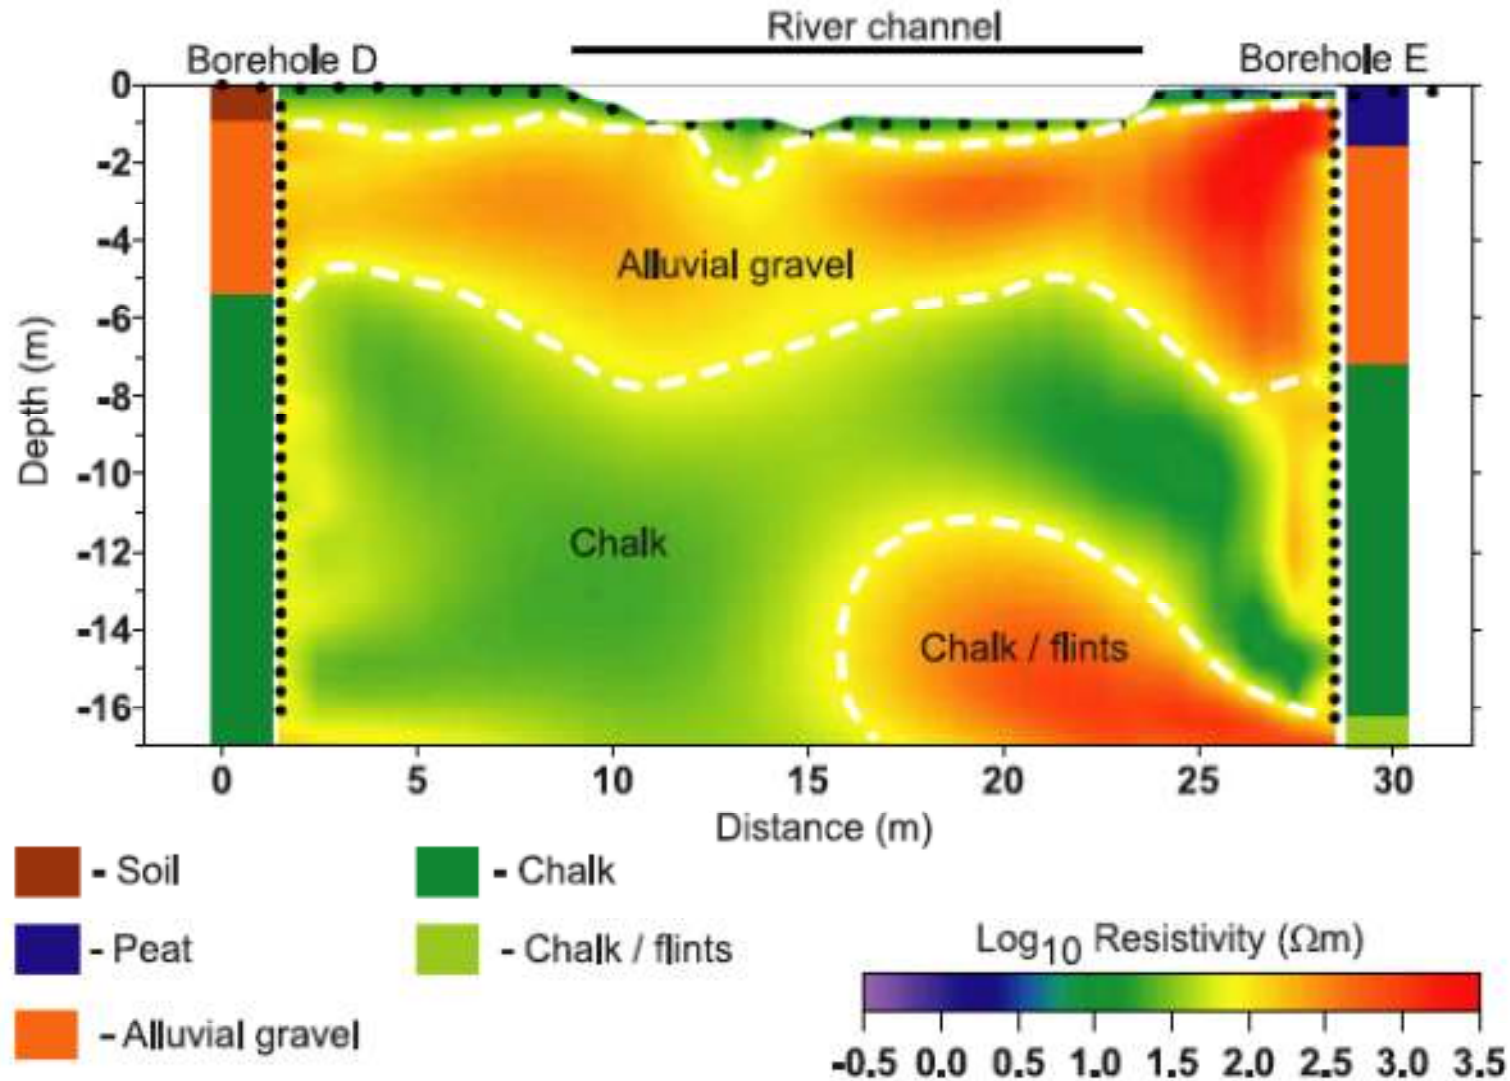 River channel
Borehole D
Borehole E
0
-2
-4
-6
-8
-10
-12
-14
-16
Depth (m)
Alluvial gravel
Chalk
Chalk / flints
0 5 10 15 20 25 30
Distance (m)
- Soil
- Peat
- Alluvial gravel
- Chalk
- Chalk / flints
Log10 Resistivity (Ωm)
-0.5 0.0 0.5 1.0 1.5 2.0 2.5 3.0 3.5